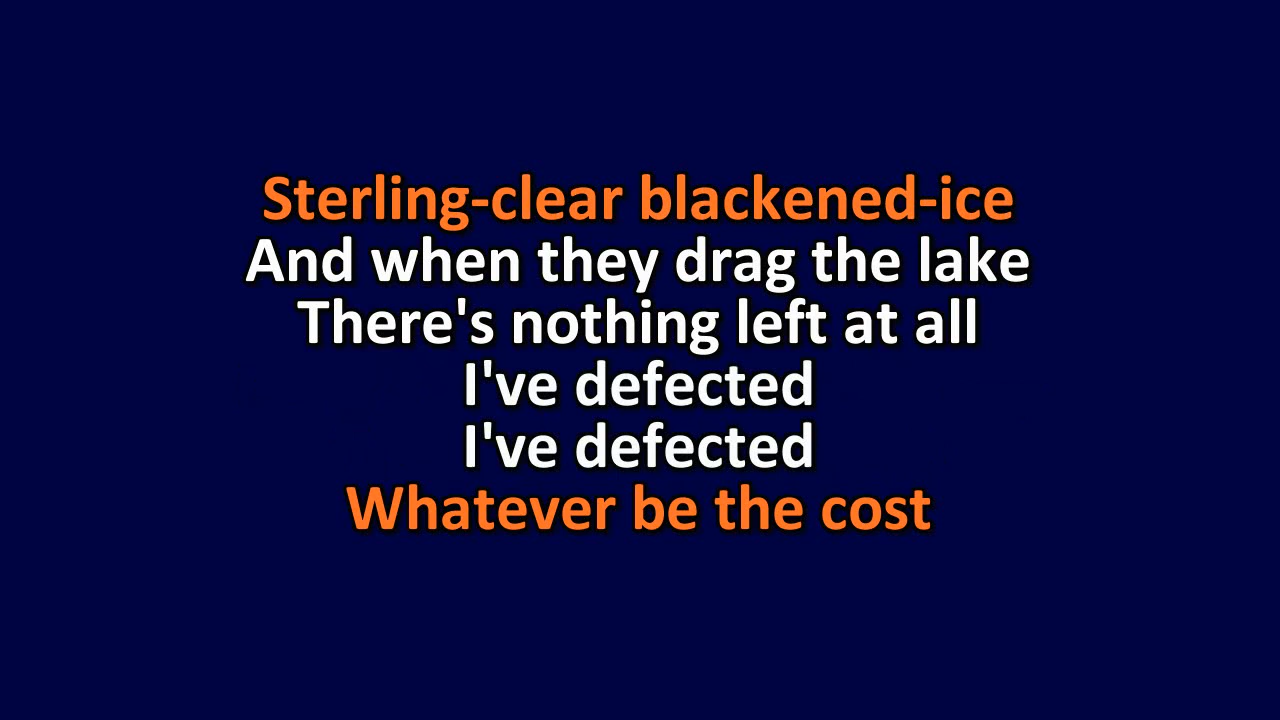 Sterling-clear blackened-ice
And when they drag the lake
There's nothing left at all
I've defected
I've defected
Whatever be the cost